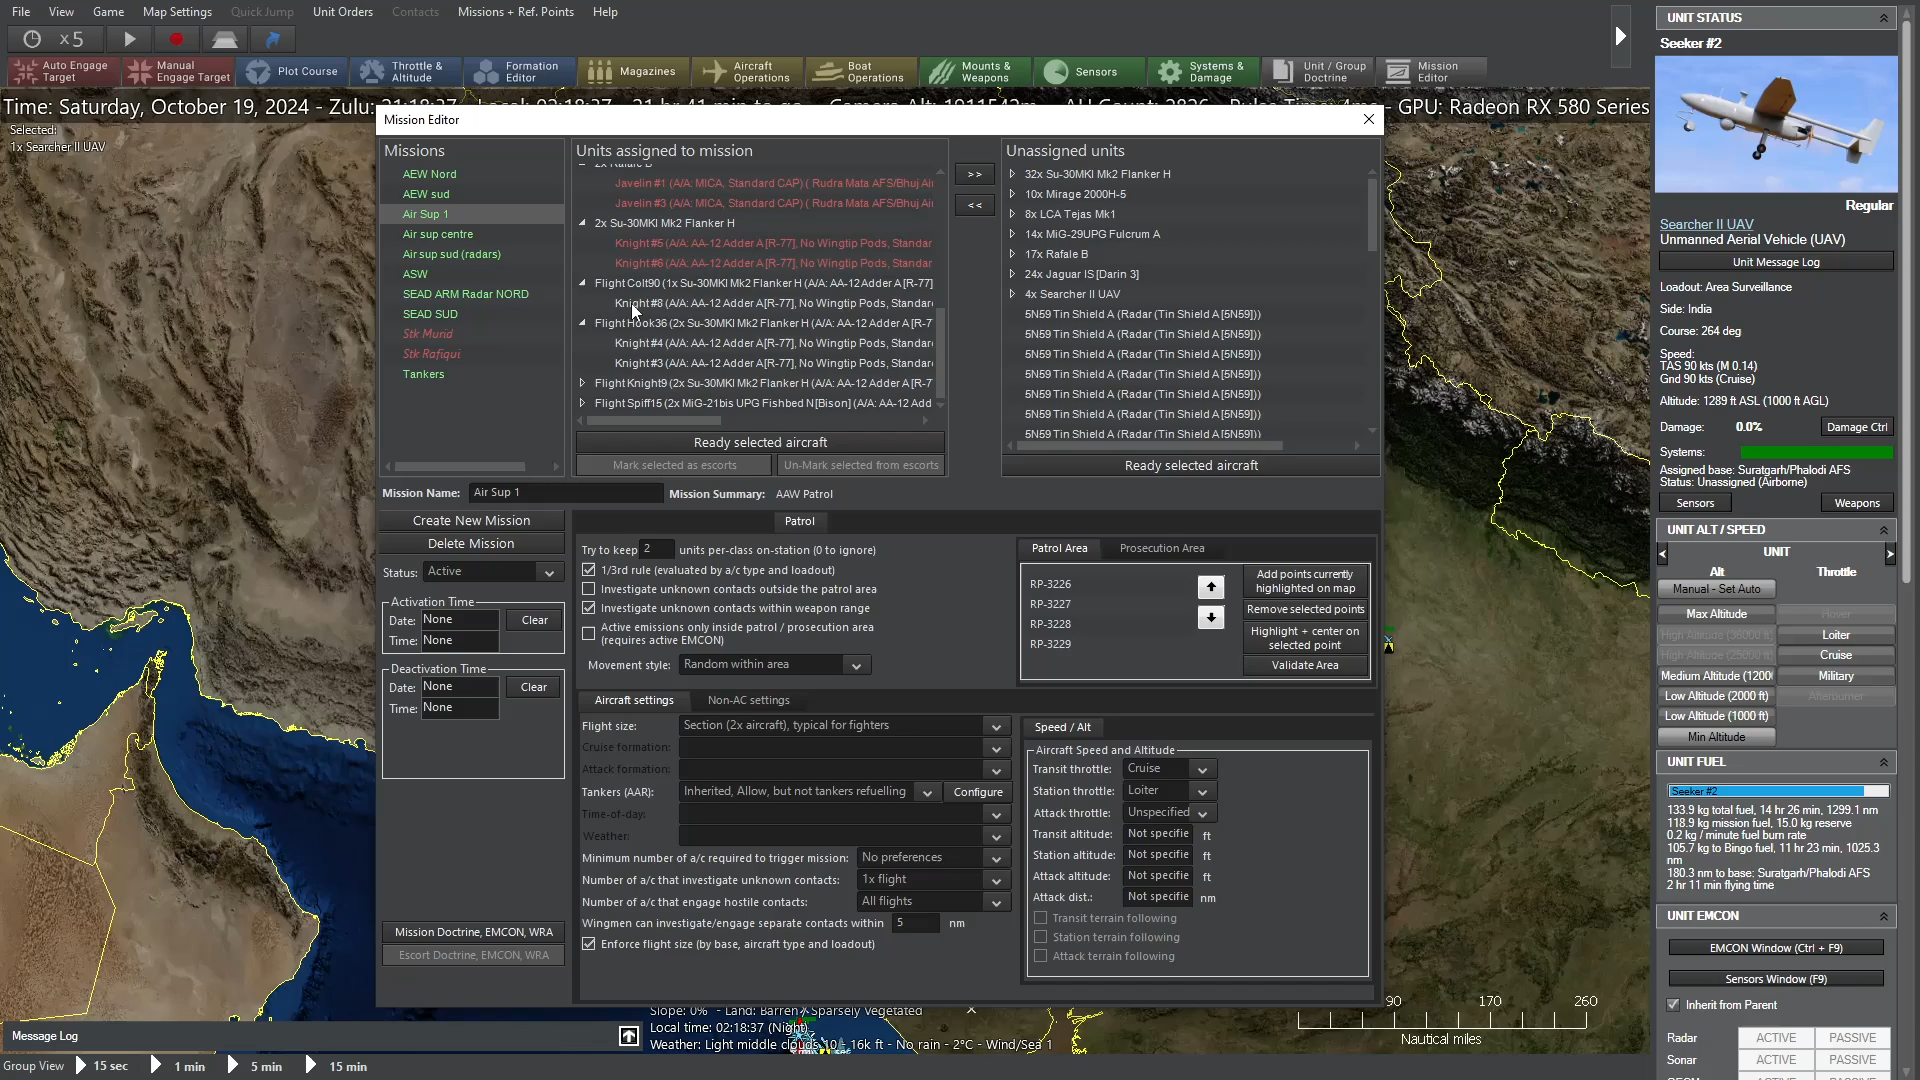 File View Game Map Settings Quick Jump Unit Orders Contacts Missions + Ref. Points Help
x 5
Auto Engage Target
Manual Engage Target
Plot Course
Throttle & Altitude
Formation Editor
Magazines
Aircraft Operations
Boat Operations
Mounts & Weapons
Sensors
Systems & Damage
Unit / Group Doctrine
Mission Editor
Time: Saturday, October 19, 2024 - Zulu:
- GPU: Radeon RX 580 Series
Selected:
1x Searcher II UAV
Mission Editor
Missions
AEW Nord
AEW sud
Air Sup 1
Air sup centre
Air sup sud (radars)
ASW
SEAD ARM Radar NORD
SEAD SUD
Stk Murid
Stk Rafiqui
Tankers
Units assigned to mission
2x Rafale B
Javelin #1 (A/A: MICA, Standard CAP) ( Rudra Mata AFS/Bhuj Air
Javelin #3 (A/A: MICA, Standard CAP) ( Rudra Mata AFS/Bhuj Air
2x Su-30MKI Mk2 Flanker H
Knight #5 (A/A: AA-12 Adder A [R-77], No Wingtip Pods, Standar
Knight #6 (A/A: AA-12 Adder A [R-77], No Wingtip Pods, Standar
Flight Colt90 (1x Su-30MKI Mk2 Flanker H (A/A: AA-12 Adder A [R-77]
Knight #8 (A/A: AA-12 Adder A [R-77], No Wingtip Pods, Standar
Flight Hook36 (2x Su-30MKI Mk2 Flanker H (A/A: AA-12 Adder A [R-7
Knight #4 (A/A: AA-12 Adder A [R-77], No Wingtip Pods, Standar
Knight #3 (A/A: AA-12 Adder A [R-77], No Wingtip Pods, Standar
Flight Knight9 (2x Su-30MKI Mk2 Flanker H (A/A: AA-12 Adder A [R-7
Flight Spiff15 (2x MiG-21bis UPG Fishbed N [Bison] (A/A: AA-12 Add
Ready selected aircraft
Mark selected as escorts
Un-Mark selected from escorts
>>
<<
Unassigned units
32x Su-30MKI Mk2 Flanker H
10x Mirage 2000H-5
8x LCA Tejas Mk1
14x MiG-29UPG Fulcrum A
17x Rafale B
24x Jaguar IS [Darin 3]
4x Searcher II UAV
5N59 Tin Shield A (Radar (Tin Shield A [5N59]))
5N59 Tin Shield A (Radar (Tin Shield A [5N59]))
5N59 Tin Shield A (Radar (Tin Shield A [5N59]))
5N59 Tin Shield A (Radar (Tin Shield A [5N59]))
5N59 Tin Shield A (Radar (Tin Shield A [5N59]))
5N59 Tin Shield A (Radar (Tin Shield A [5N59]))
5N59 Tin Shield A (Radar (Tin Shield A [5N59]))
Ready selected aircraft
Mission Name: Air Sup 1 Mission Summary: AAW Patrol
Create New Mission
Delete Mission
Status: Active
Activation Time
Date: None Clear
Time: None
Deactivation Time
Date: None Clear
Time: None
Mission Doctrine, EMCON, WRA
Escort Doctrine, EMCON, WRA
Patrol
Try to keep 2 units per-class on-station (0 to ignore)
1/3rd rule (evaluated by a/c type and loadout)
Investigate unknown contacts outside the patrol area
Investigate unknown contacts within weapon range
Active emissions only inside patrol / prosecution area
(requires active EMCON)
Movement style: Random within area
Patrol Area Prosecution Area
RP-3226
RP-3227
RP-3228
RP-3229
Add points currently highlighted on map
Remove selected points
Highlight + center on selected point
Validate Area
Aircraft settings Non-AC settings
Flight size: Section (2x aircraft), typical for fighters
Cruise formation:
Attack formation:
Tankers (AAR): Inherited, Allow, but not tankers refuelling Configure
Time-of-day:
Weather:
Minimum number of a/c required to trigger mission: No preferences
Number of a/c that investigate unknown contacts: 1x flight
Number of a/c that engage hostile contacts: All flights
Wingmen can investigate/engage separate contacts within 5 nm
Enforce flight size (by base, aircraft type and loadout)
Speed / Alt
Aircraft Speed and Altitude
Transit throttle: Cruise
Station throttle: Loiter
Attack throttle: Unspecified
Transit altitude: Not specifie ft
Station altitude: Not specifie ft
Attack altitude: Not specifie ft
Attack dist.: Not specifie nm
Transit terrain following
Station terrain following
Attack terrain following
Slope: 0% - Land: Barren / Sparsely Vegetated
Local time: 02:18:37 (Night)
Weather: Light middle clouds 10 - 16k ft - No rain - 2°C - Wind/Sea 1
90 170 260
Nautical miles
Message Log
Group View 15 sec 1 min 5 min 15 min
UNIT STATUS
Seeker #2
Regular
Searcher II UAV
Unmanned Aerial Vehicle (UAV)
Unit Message Log
Loadout: Area Surveillance
Side: India
Course: 264 deg
Speed:
TAS 90 kts (M 0.14)
Gnd 90 kts (Cruise)
Altitude: 1289 ft ASL (1000 ft AGL)
Damage: 0.0% Damage Ctrl
Systems:
Assigned base: Suratgarh/Phalodi AFS
Status: Unassigned (Airborne)
Sensors Weapons
UNIT ALT / SPEED
< UNIT >
Alt Throttle
Manual - Set Auto
Max Altitude Hover
High Altitude (36000 ft) Loiter
High Altitude (25000 ft) Cruise
Medium Altitude (1200 Military
Low Altitude (2000 ft) Afterburner
Low Altitude (1000 ft)
Min Altitude
UNIT FUEL
Seeker #2
133.9 kg total fuel, 14 hr 26 min, 1299.1 nm
118.9 kg mission fuel, 15.0 kg reserve
0.2 kg / minute fuel burn rate
105.7 kg to Bingo fuel, 11 hr 23 min, 1025.3
nm
180.3 nm to base: Suratgarh/Phalodi AFS
2 hr 11 min flying time
UNIT EMCON
EMCON Window (Ctrl + F9)
Sensors Window (F9)
Inherit from Parent
Radar ACTIVE PASSIVE
Sonar ACTIVE PASSIVE